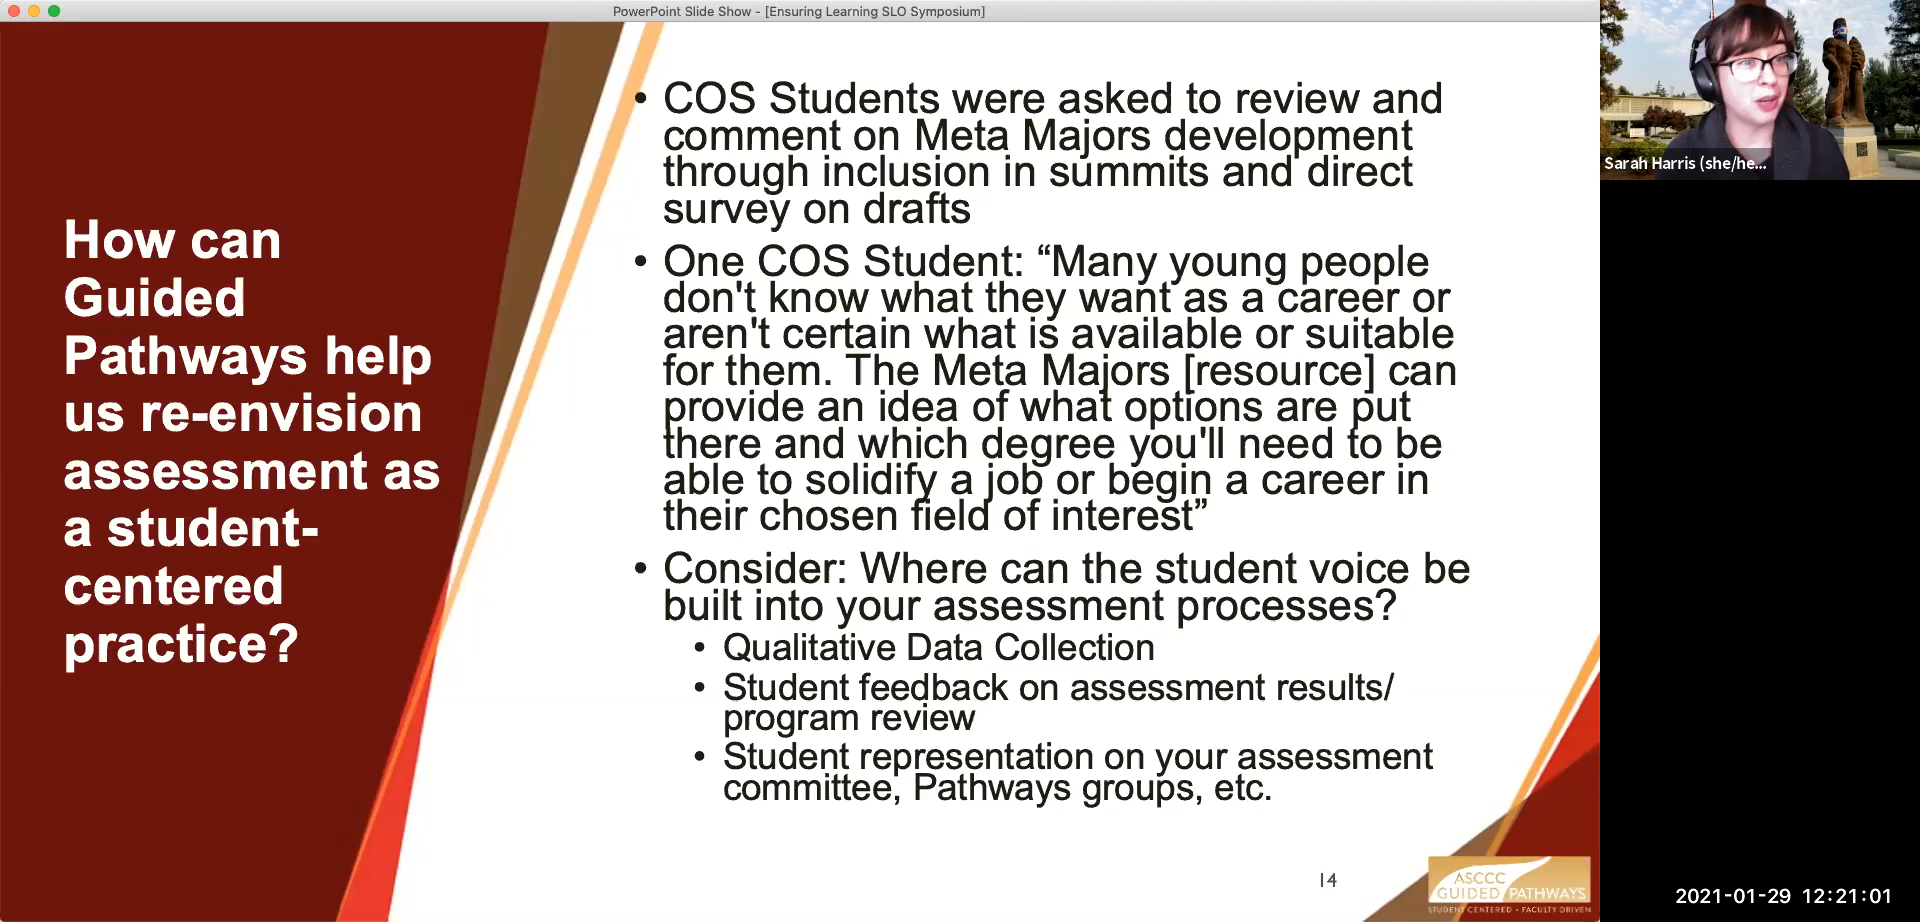 PowerPoint Slide Show - [Ensuring Learning SLO Symposium]
How can
Guided
Pathways help
us re-envision
assessment as
a student-
centered
practice?
• COS Students were asked to review and
comment on Meta Majors development
through inclusion in summits and direct
survey on drafts
• One COS Student: “Many young people
don't know what they want as a career or
aren't certain what is available or suitable
for them. The Meta Majors [resource] can
provide an idea of what options are put
there and which degree you'll need to be
able to solidify a job or begin a career in
their chosen field of interest”
• Consider: Where can the student voice be
built into your assessment processes?
• Qualitative Data Collection
• Student feedback on assessment results/
program review
• Student representation on your assessment
committee, Pathways groups, etc.
14
ASCCC
GUIDED PATHWAYS
STUDENT CENTERED • FACULTY DRIVEN
Sarah Harris (she/he...
2021-01-29 12:21:01